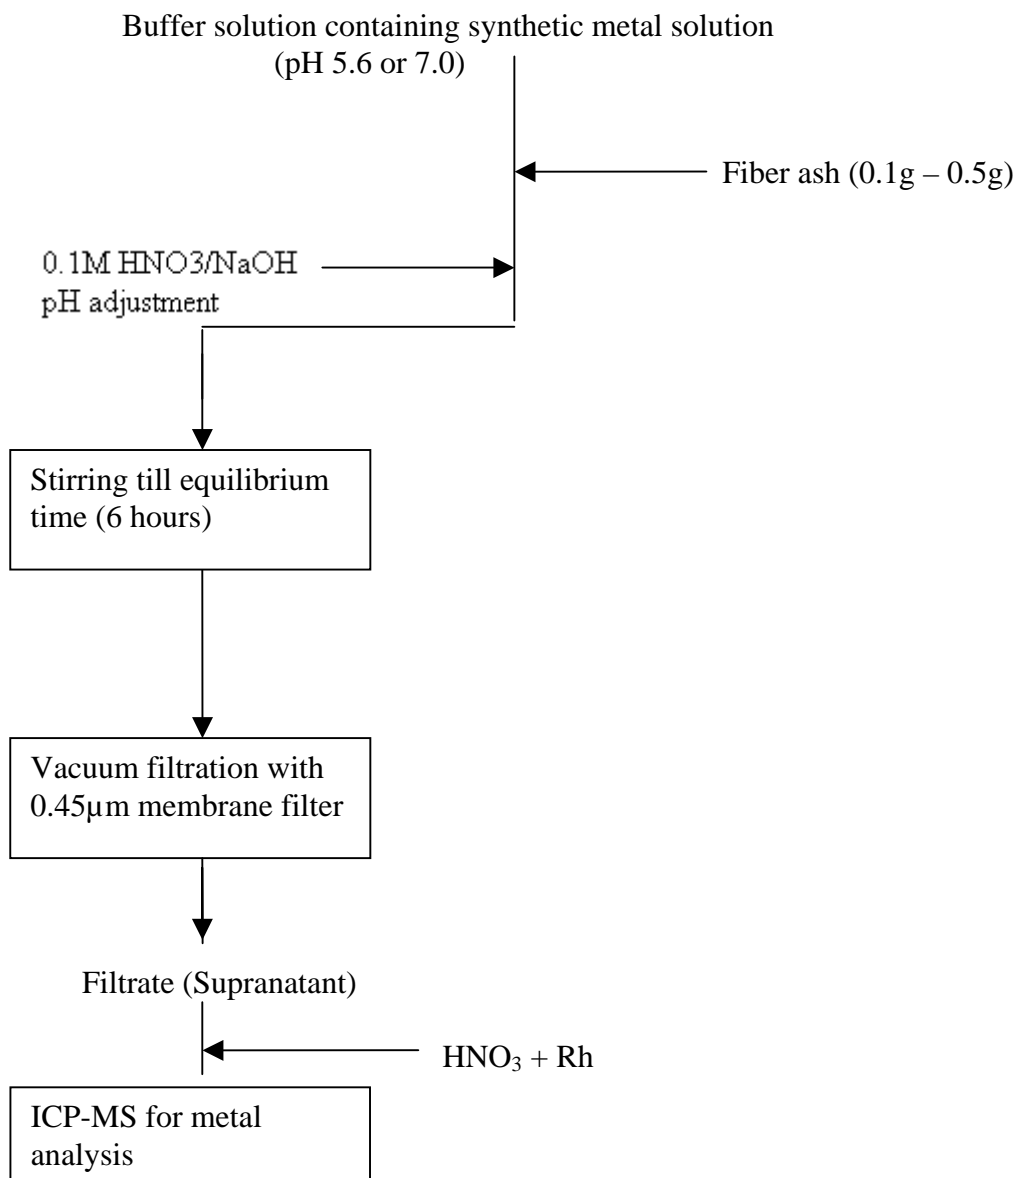 Buffer solution containing synthetic metal solution
(pH 5.6 or 7.0)
Fiber ash (0.1g – 0.5g)
0.1M HNO3/NaOH
pH adjustment
Stirring till equilibrium
time (6 hours)
Vacuum filtration with
0.45µm membrane filter
Filtrate (Supranatant)
HNO₃ + Rh
ICP-MS for metal
analysis